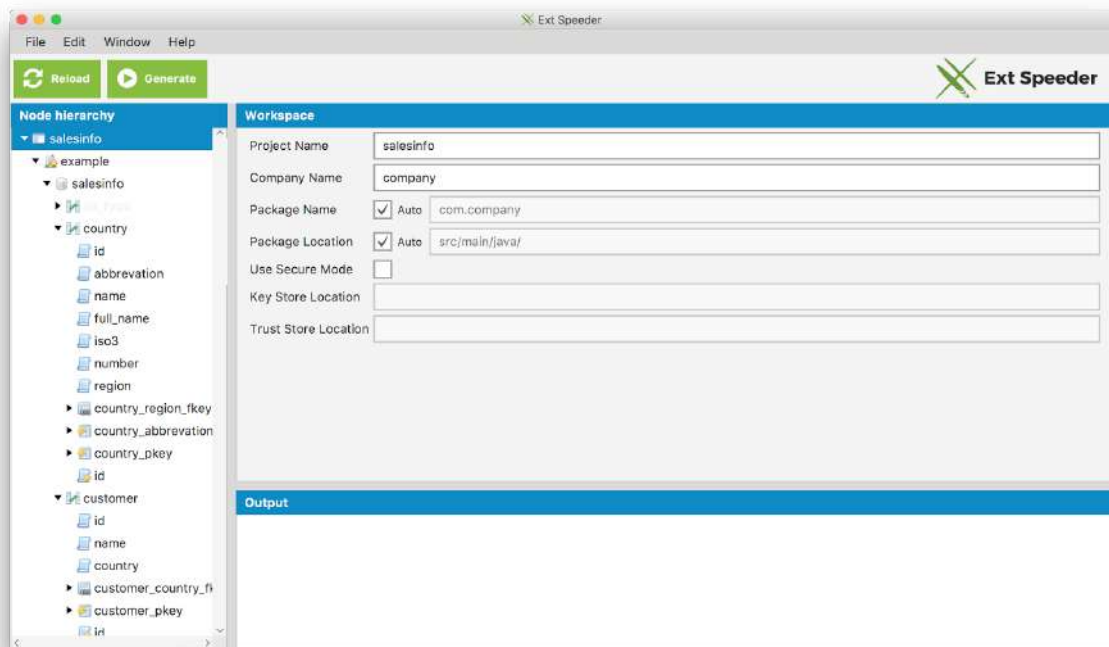 Ext Speeder
File Edit Window Help
Reload Generate
Ext Speeder
Node hierarchy
salesinfo
example
salesinfo
country
id
abbrevation
name
full_name
iso3
number
region
country_region_fkey
country_abbrevation
country_pkey
id
customer
id
name
country
customer_country_fk
customer_pkey
id
Workspace
Project Name salesinfo
Company Name company
Package Name Auto com.company
Package Location Auto src/main/java/
Use Secure Mode
Key Store Location
Trust Store Location
Output